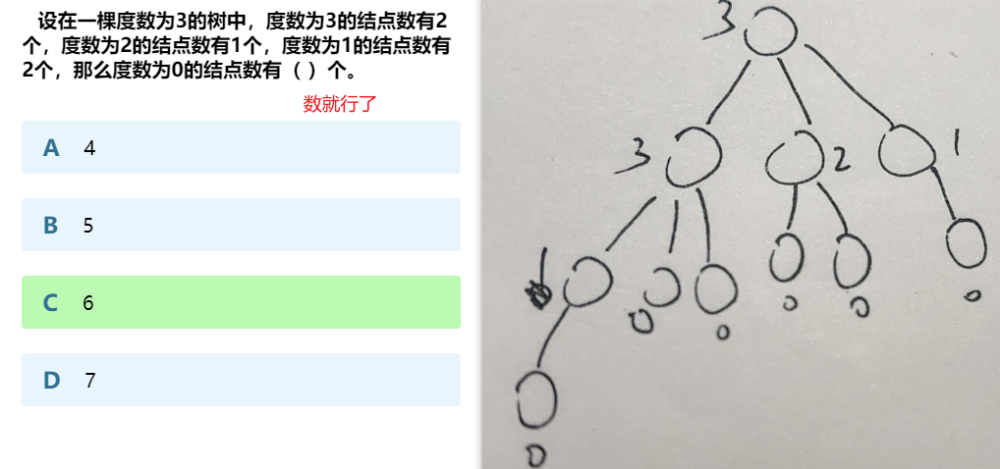 设在一棵度数为3的树中，度数为3的结点数有2
个，度数为2的结点数有1个，度数为1的结点数有
2个，那么度数为0的结点数有（ ）个。
数就行了
A 4
B 5
C 6
D 7
3
3 2 1
1 0 0 0 0 0
0